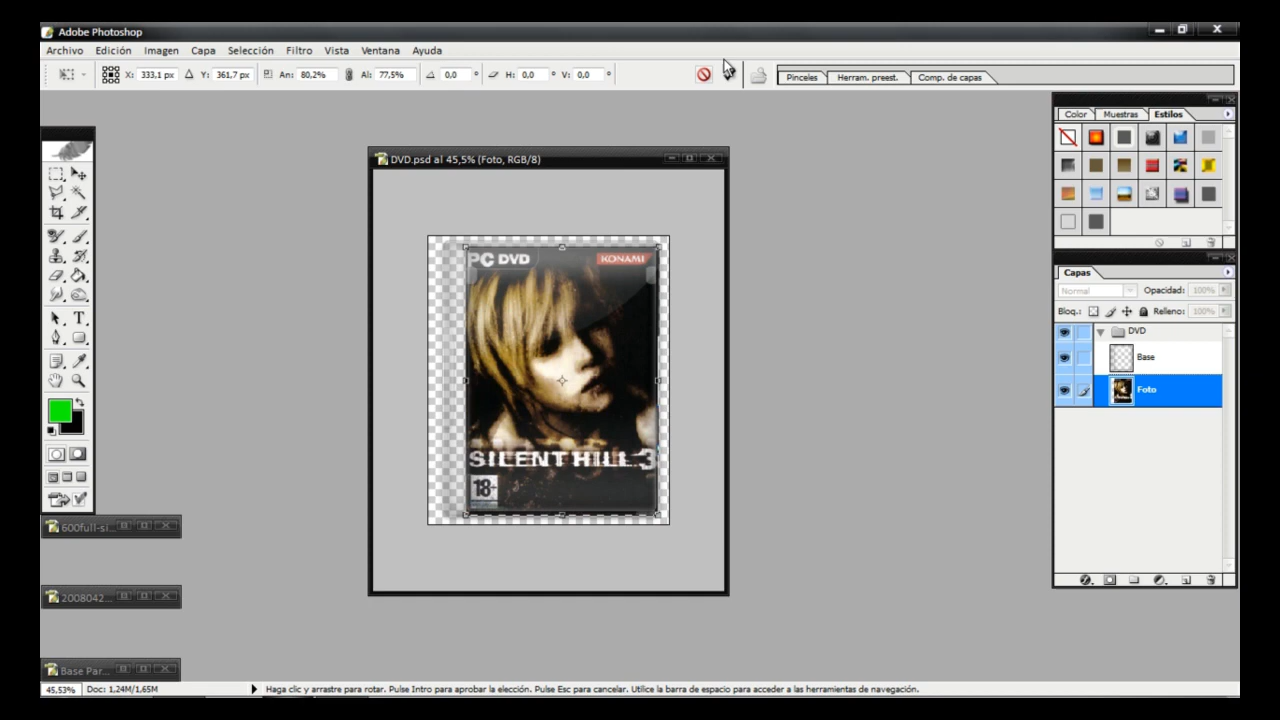 Adobe Photoshop
Archivo Edición Imagen Capa Selección Filtro Vista Ventana Ayuda
X: 333,1 px Y: 361,7 px An: 80,2% Al: 77,5% 0,0 ° H: 0,0 ° V: 0,0 °
Pinceles Herram. preest. Comp. de capas
Color Muestras Estilos
DVD.psd al 45,5% (Foto, RGB/8)
PC DVD KONAMI
SILENT HILL 3
18+
Capas
Normal Opacidad: 100%
Bloq.: Relleno: 100%
DVD
Base
Foto
T
600full-si...
2008042...
Base Par...
45,53% Doc: 1,24M/1,65M Haga clic y arrastre para rotar. Pulse Intro para aprobar la elección. Pulse Esc para cancelar. Utilice la barra de espacio para acceder a las herramientas de navegación.